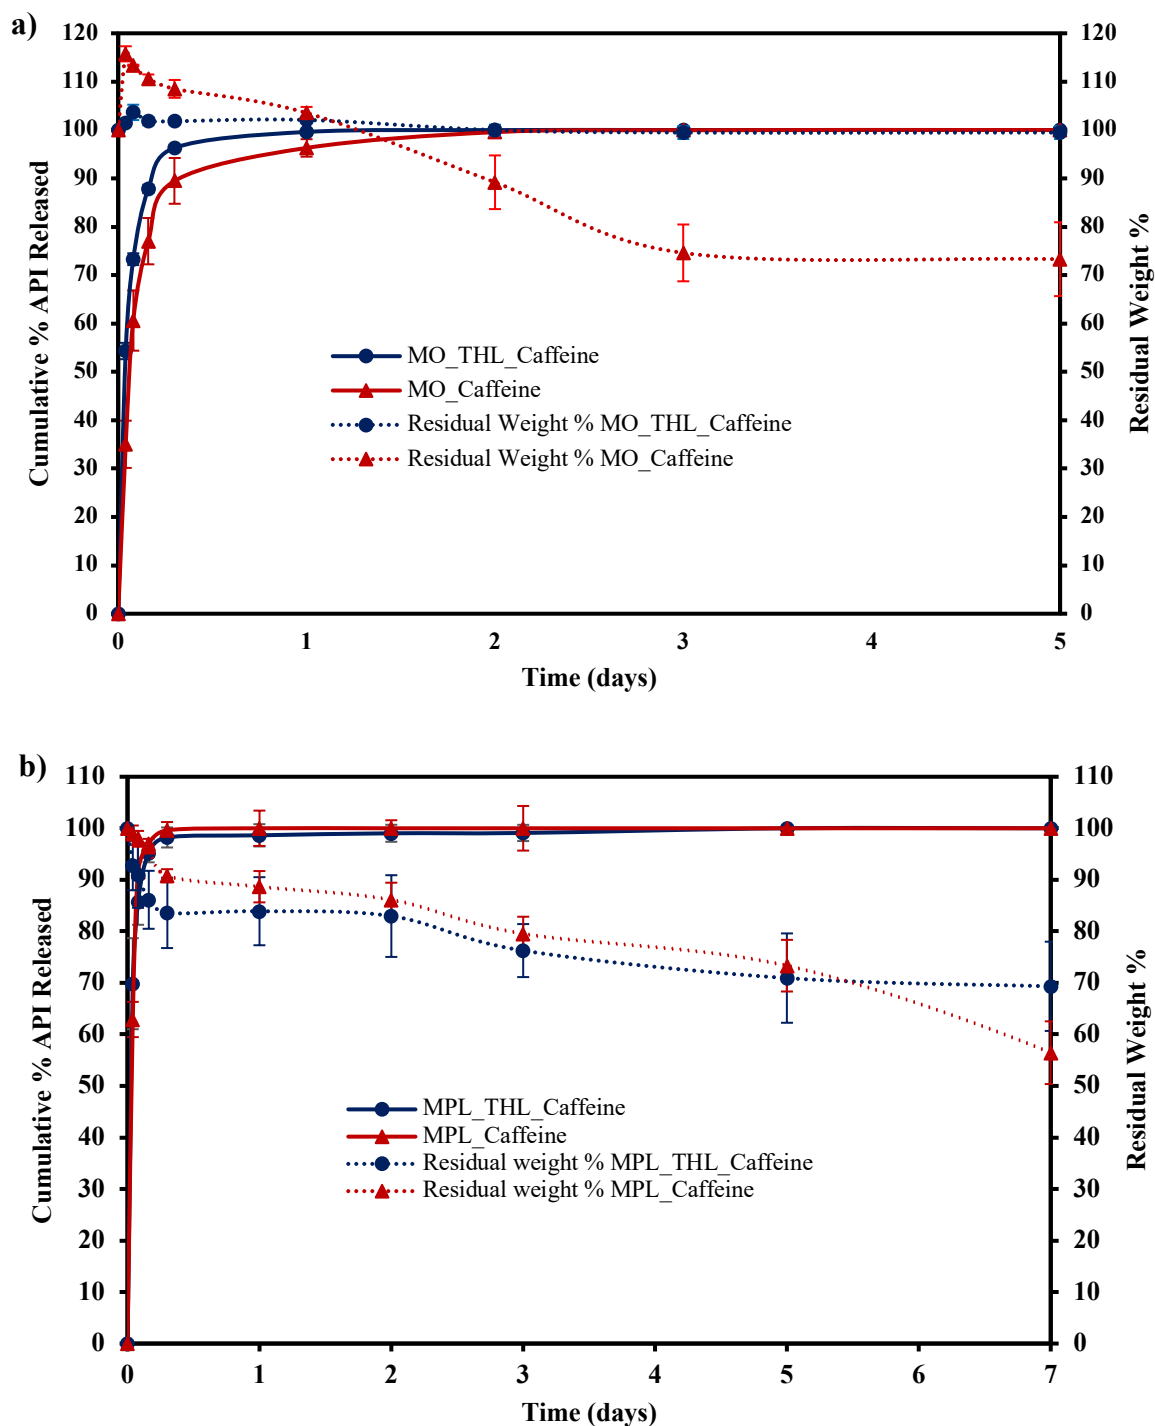 a)
120
110
100
90
80
70
60
50
40
30
20
10
0
Cumulative % API Released
120
110
100
90
80
70
60
50
40
30
20
10
0
Residual Weight %
MO_THL_Caffeine
MO_Caffeine
Residual Weight % MO_THL_Caffeine
Residual Weight % MO_Caffeine
0 1 2 3 4 5
Time (days)
b)
110
100
90
80
70
60
50
40
30
20
10
0
Cumulative % API Released
110
100
90
80
70
60
50
40
30
20
10
0
Residual Weight %
MPL_THL_Caffeine
MPL_Caffeine
Residual weight % MPL_THL_Caffeine
Residual weight % MPL_Caffeine
0 1 2 3 4 5 6 7
Time (days)